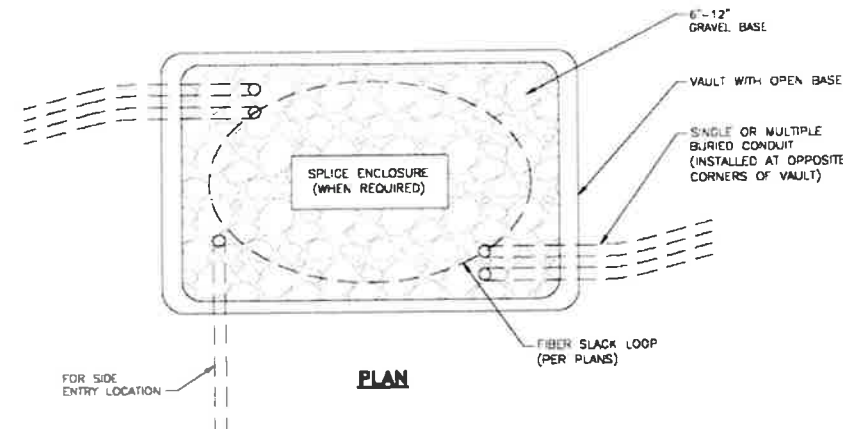 6"-12"
GRAVEL BASE
VAULT WITH OPEN BASE
SINGLE OR MULTIPLE
BURIED CONDUIT
(INSTALLED AT OPPOSITE
CORNERS OF VAULT)
SPLICE ENCLOSURE
(WHEN REQUIRED)
FIBER SLACK LOOP
(PER PLANS)
FOR SIDE
ENTRY LOCATION
PLAN